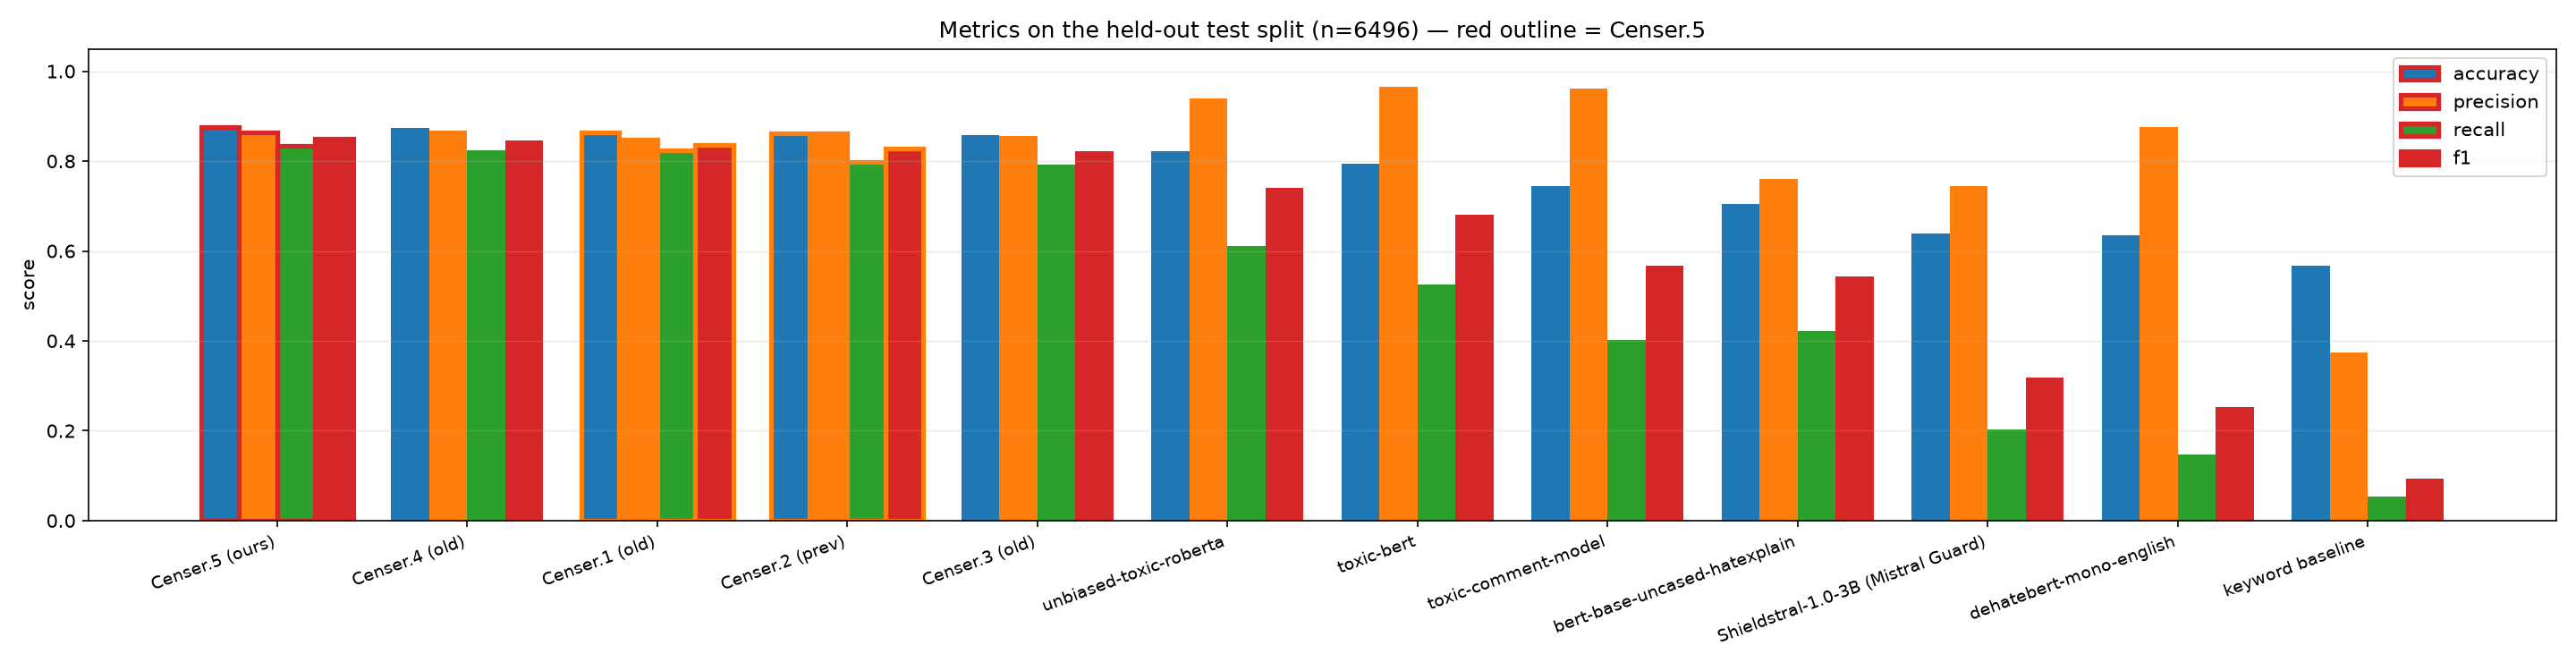 Metrics on the held-out test split (n=6496) — red outline = Censer.5
accuracy
precision
recall
f1
score
1.0
0.8
0.6
0.4
0.2
0.0
Censer.5 (ours)
Censer.4 (old)
Censer.1 (old)
Censer.2 (prev)
Censer.3 (old)
unbiased-toxic-roberta
toxic-bert
toxic-comment-model
bert-base-uncased-hatexplain
Shieldstral-1.0-3B (Mistral Guard)
dehatebert-mono-english
keyword baseline